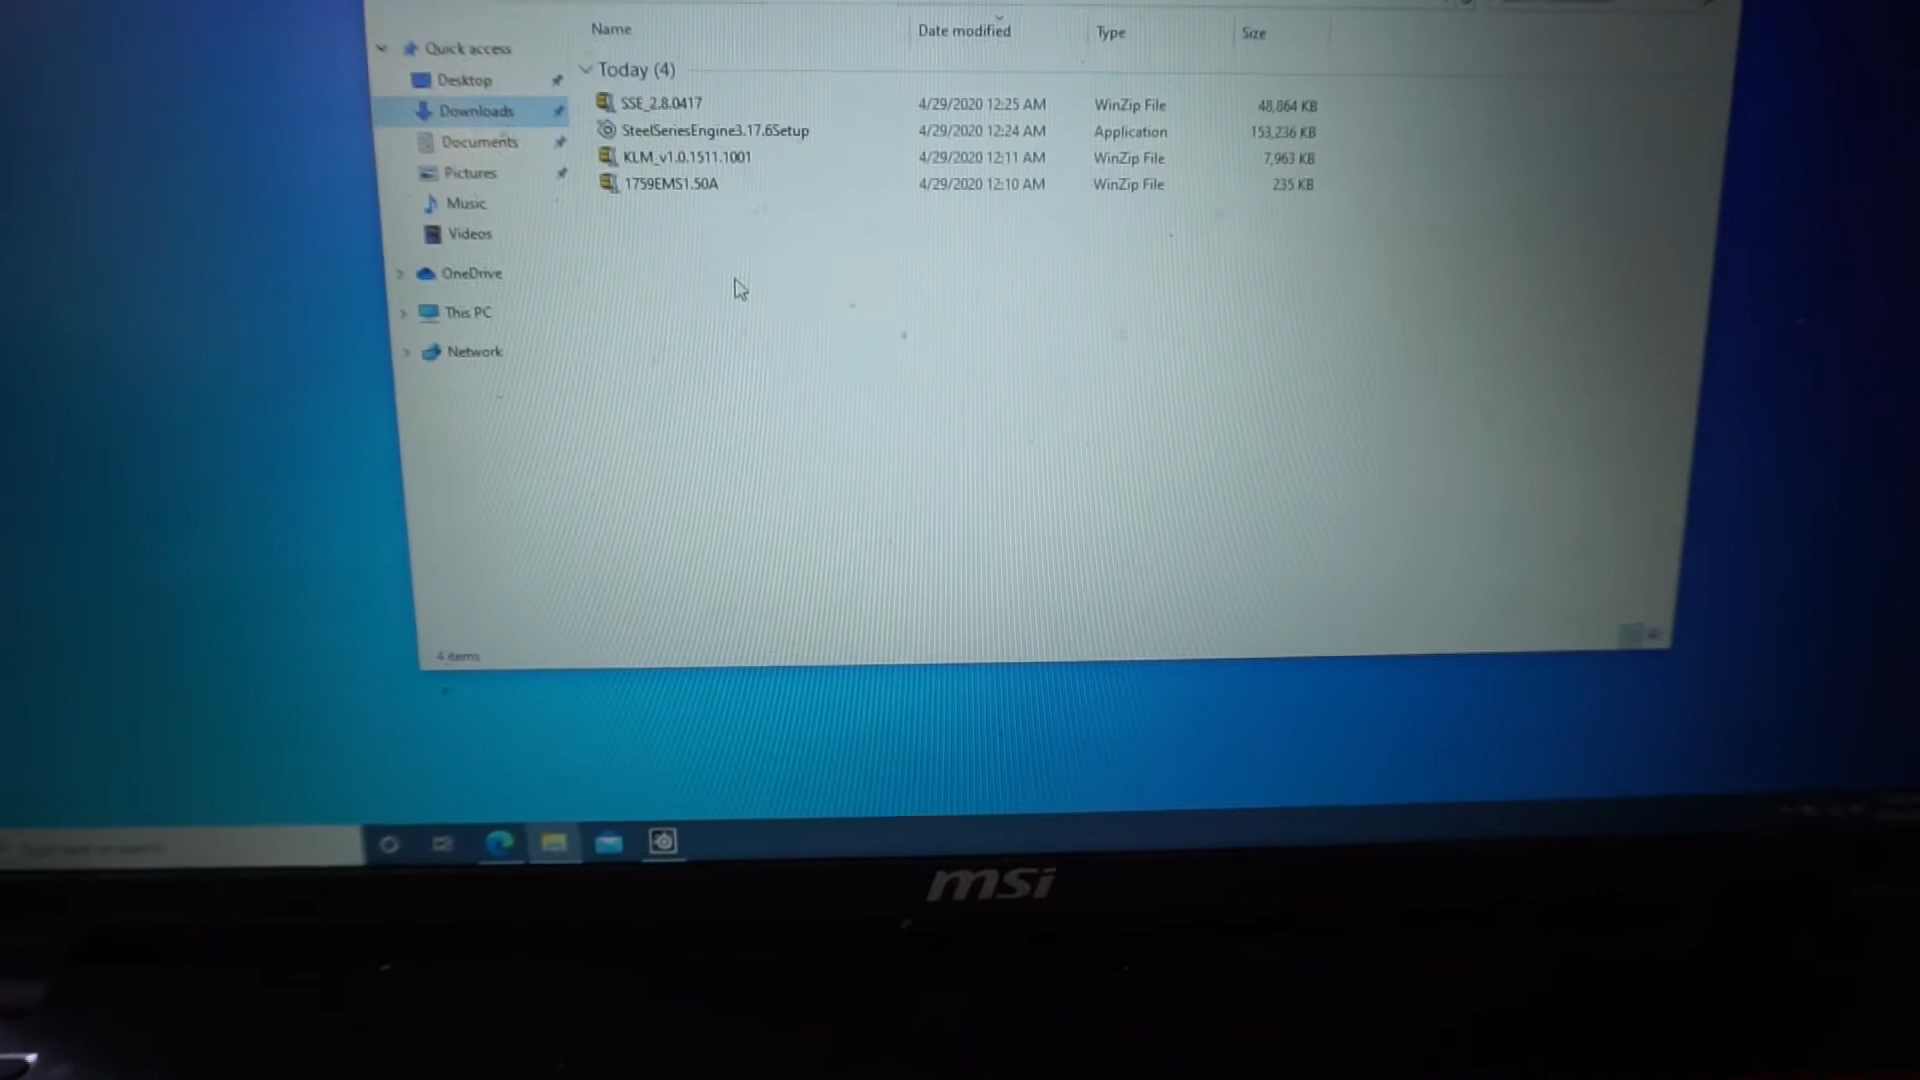 Name Date modified Type Size
Quick access
Today (4)
Desktop
SSE_2.8.0417 4/29/2020 12:25 AM WinZip File 48,864 KB
Downloads
SteelSeriesEngine3.17.6Setup 4/29/2020 12:24 AM Application 153,236 KB
Documents
KLM_v1.0.1511.1001 4/29/2020 12:11 AM WinZip File 7,963 KB
Pictures
1759EMS1.50A 4/29/2020 12:10 AM WinZip File 235 KB
Music
Videos
OneDrive
This PC
Network
4 items
msi